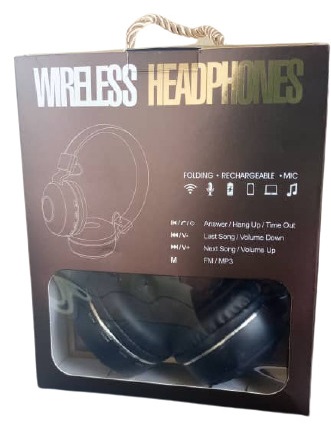 WIRELESS HEADPHONES
FOLDING • RECHARGEABLE • MIC
Answer / Hang Up / Time Out
/V- Last Song / Volume Down
/V+ Next Song / Volume Up
M FM / MP3